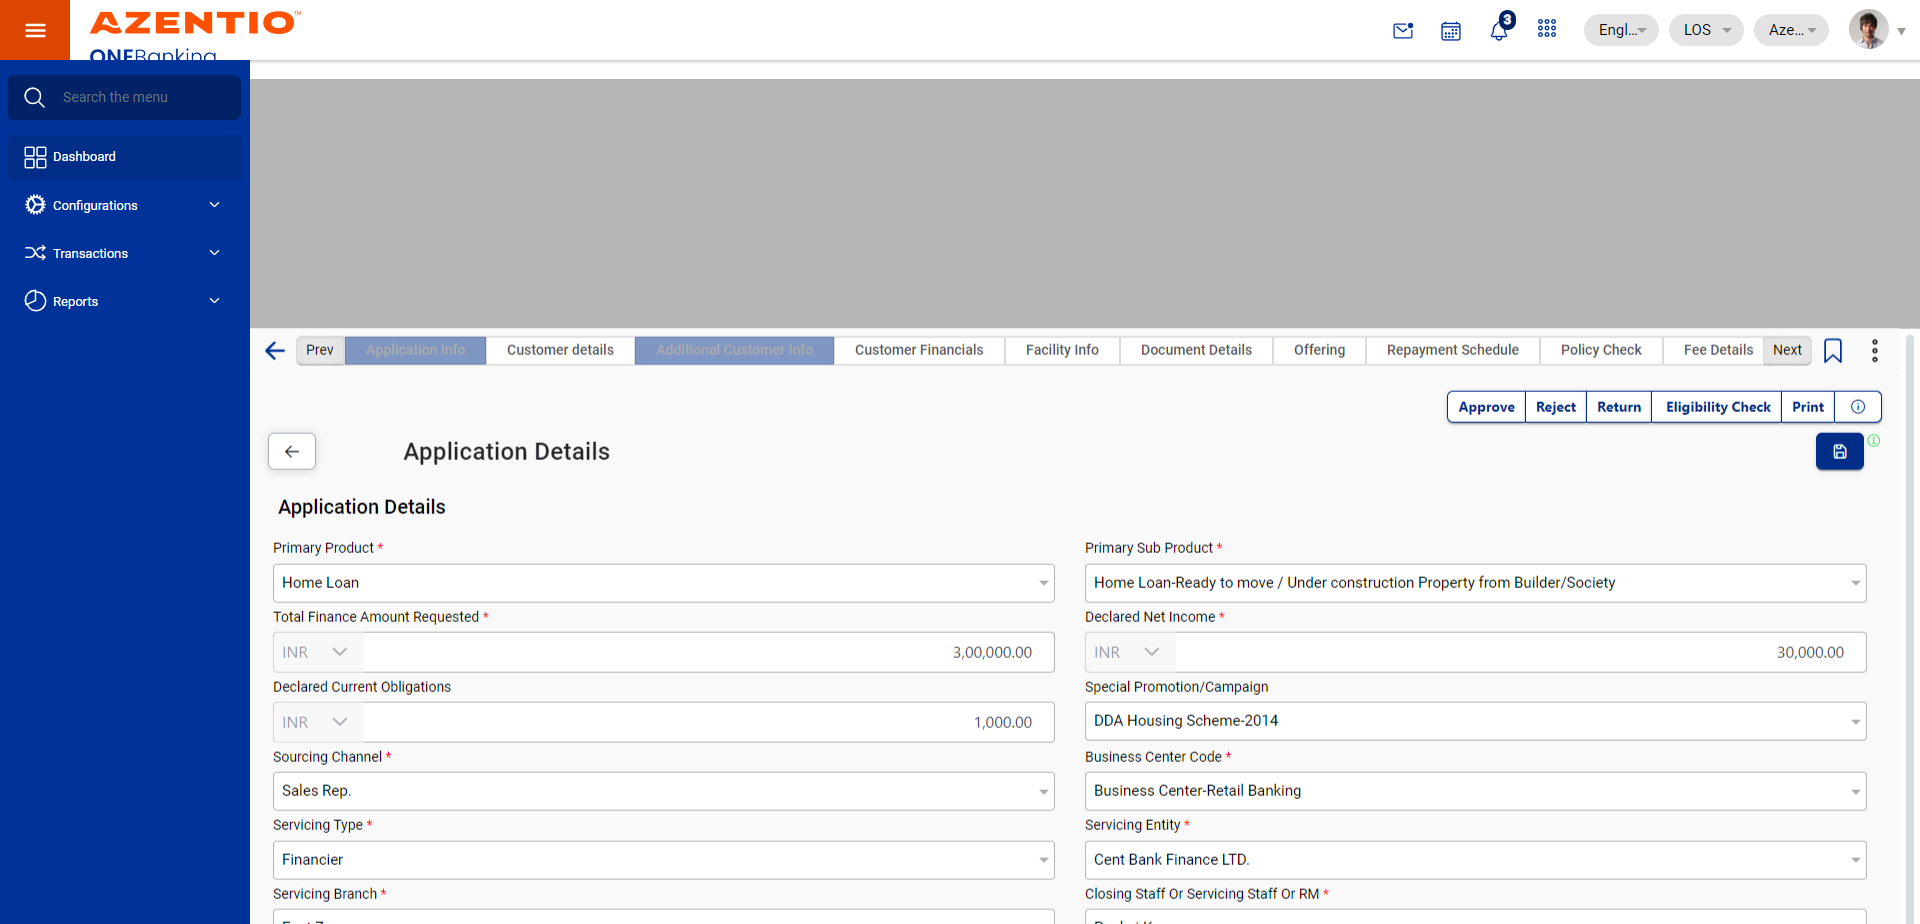 AZENTIO™
ONEBanking
3
Engl...
LOS
Aze...
Search the menu
Dashboard
Configurations
Transactions
Reports
Prev
Application Info
Customer details
Additional Customer Info
Customer Financials
Facility Info
Document Details
Offering
Repayment Schedule
Policy Check
Fee Details
Next
Approve
Reject
Return
Eligibility Check
Print
Application Details
Application Details
Primary Product *
Home Loan
Primary Sub Product *
Home Loan-Ready to move / Under construction Property from Builder/Society
Total Finance Amount Requested *
INR 3,00,000.00
Declared Net Income *
INR 30,000.00
Declared Current Obligations
INR 1,000.00
Special Promotion/Campaign
DDA Housing Scheme-2014
Sourcing Channel *
Sales Rep.
Business Center Code *
Business Center-Retail Banking
Servicing Type *
Financier
Servicing Entity *
Cent Bank Finance LTD.
Servicing Branch *
Closing Staff Or Servicing Staff Or RM *